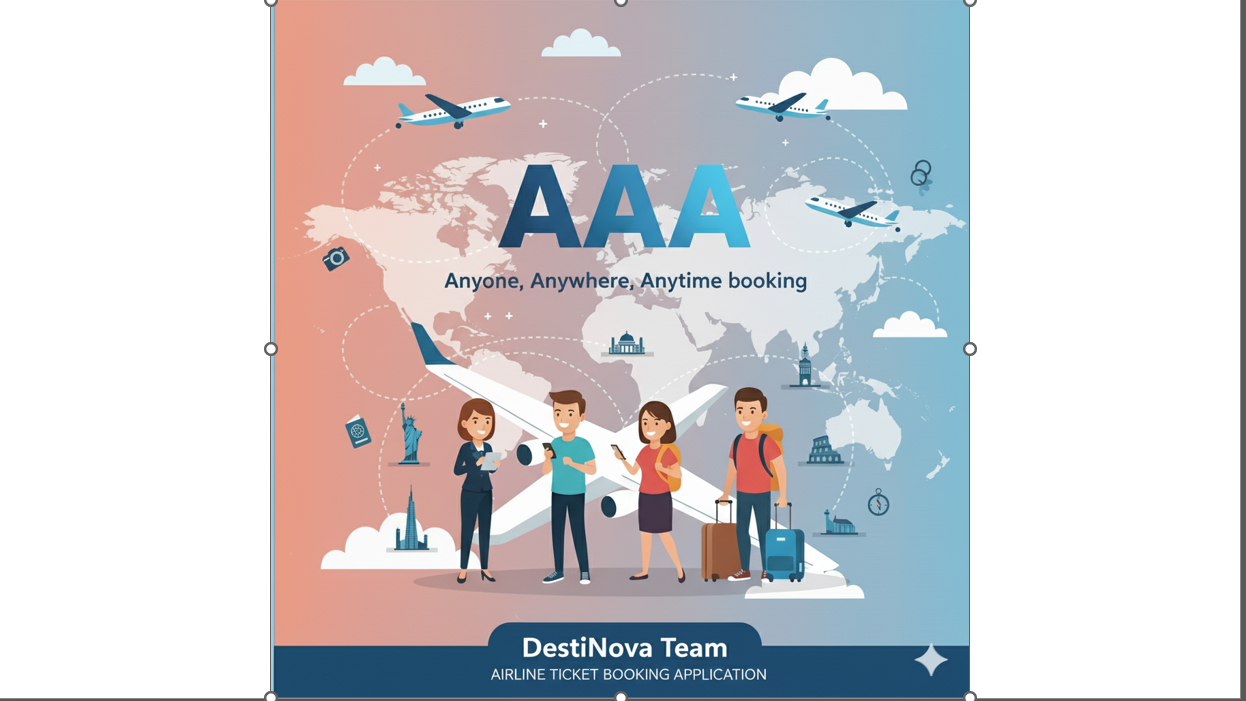 AAA
Anyone, Anywhere, Anytime booking
DestiNova Team
AIRLINE TICKET BOOKING APPLICATION